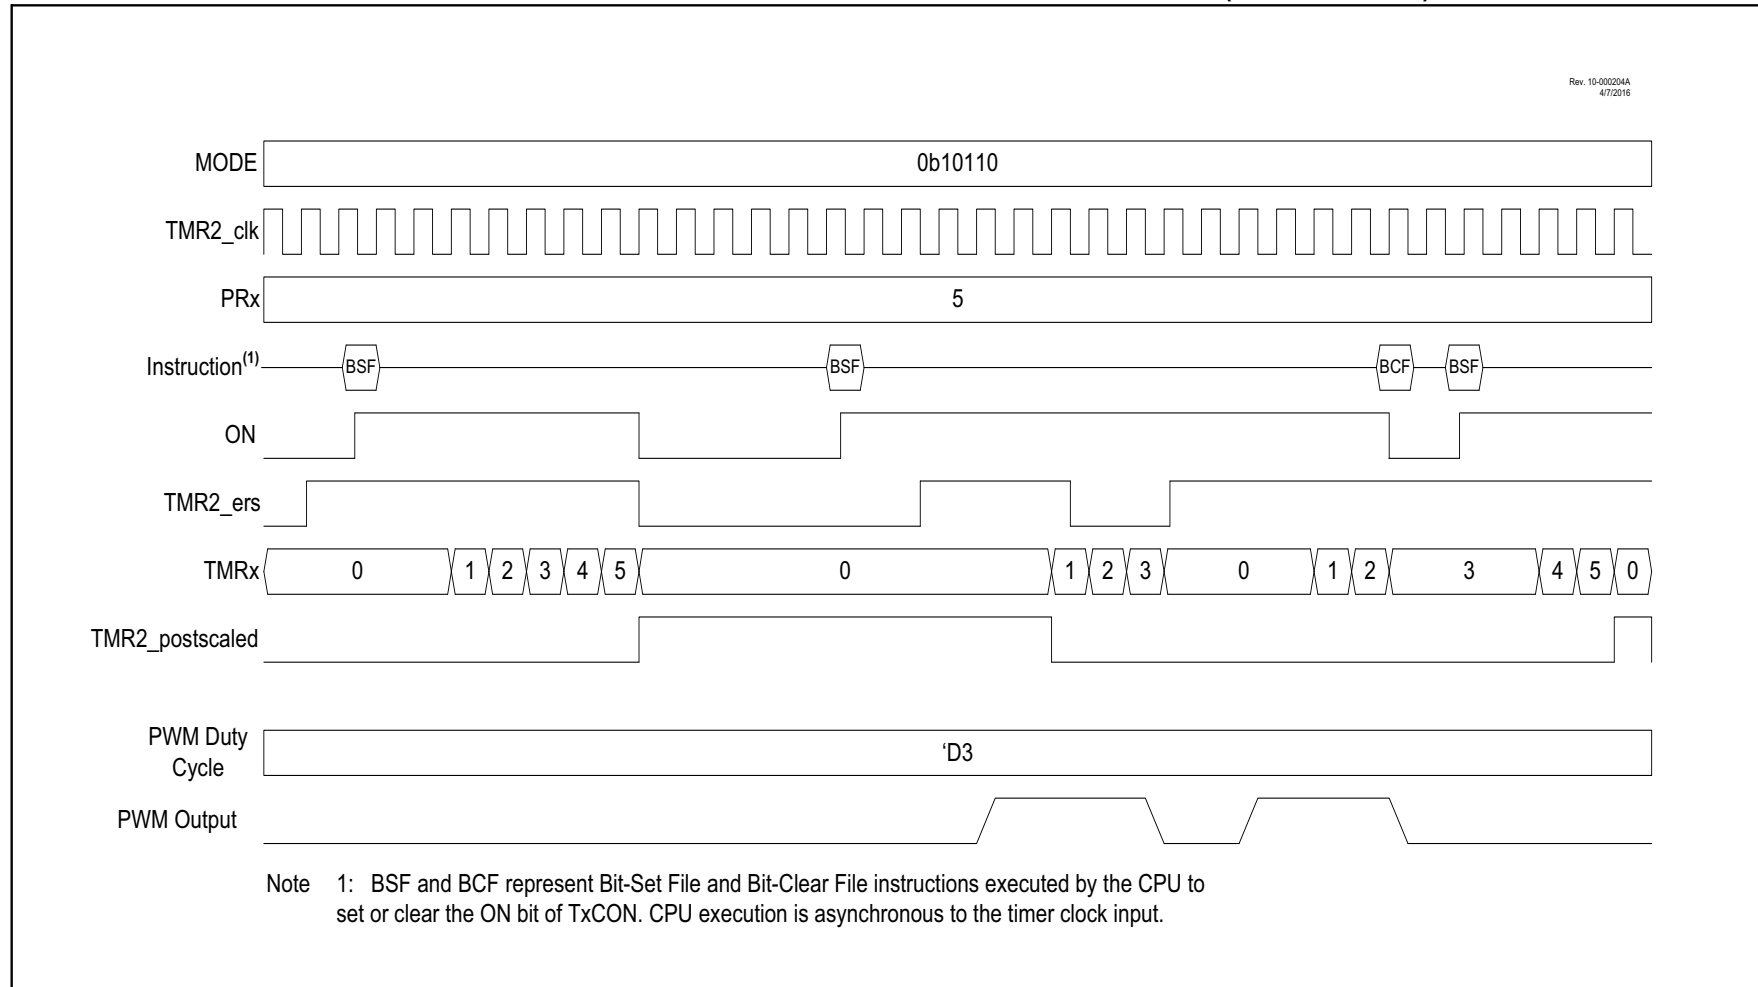 Rev. 10-000204A
4/7/2016
MODE 0b10110
TMR2_clk
PRx 5
Instruction(1) BSF BSF BCF BSF
ON
TMR2_ers
TMRx 0 1 2 3 4 5 0 1 2 3 0 1 2 3 4 5 0
TMR2_postscaled
PWM Duty
Cycle
‘D3
PWM Output
Note 1: BSF and BCF represent Bit-Set File and Bit-Clear File instructions executed by the CPU to
set or clear the ON bit of TxCON. CPU execution is asynchronous to the timer clock input.